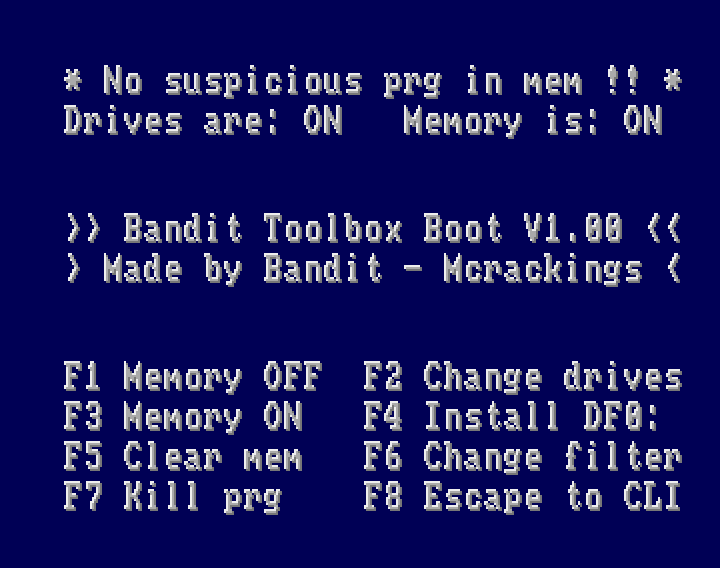 * No suspicious prg in mem !! *
Drives are: ON   Memory is: ON
>> Bandit Toolbox Boot V1.00 <<
> Made by Bandit - Mcrackings <
F1 Memory OFF  F2 Change drives
F3 Memory ON   F4 Install DF0:
F5 Clear mem   F6 Change filter
F7 Kill prg    F8 Escape to CLI